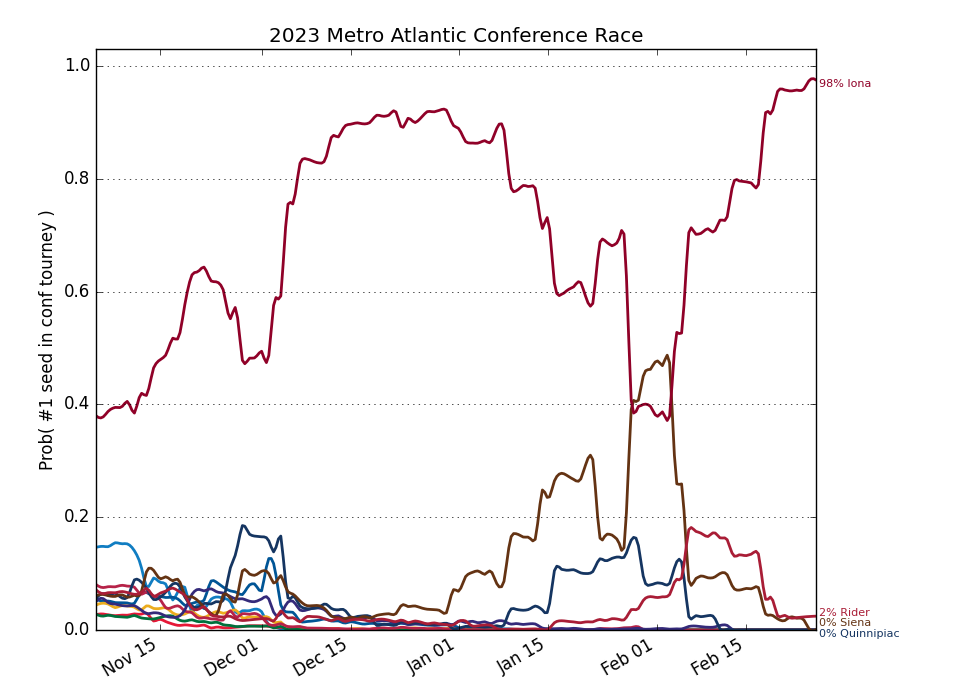 2023 Metro Atlantic Conference Race
1.0
0.8
0.6
0.4
0.2
0.0
Prob( #1 seed in conf tourney )
Nov 15
Dec 01
Dec 15
Jan 01
Jan 15
Feb 01
Feb 15
98% Iona
2% Rider
0% Siena
0% Quinnipiac